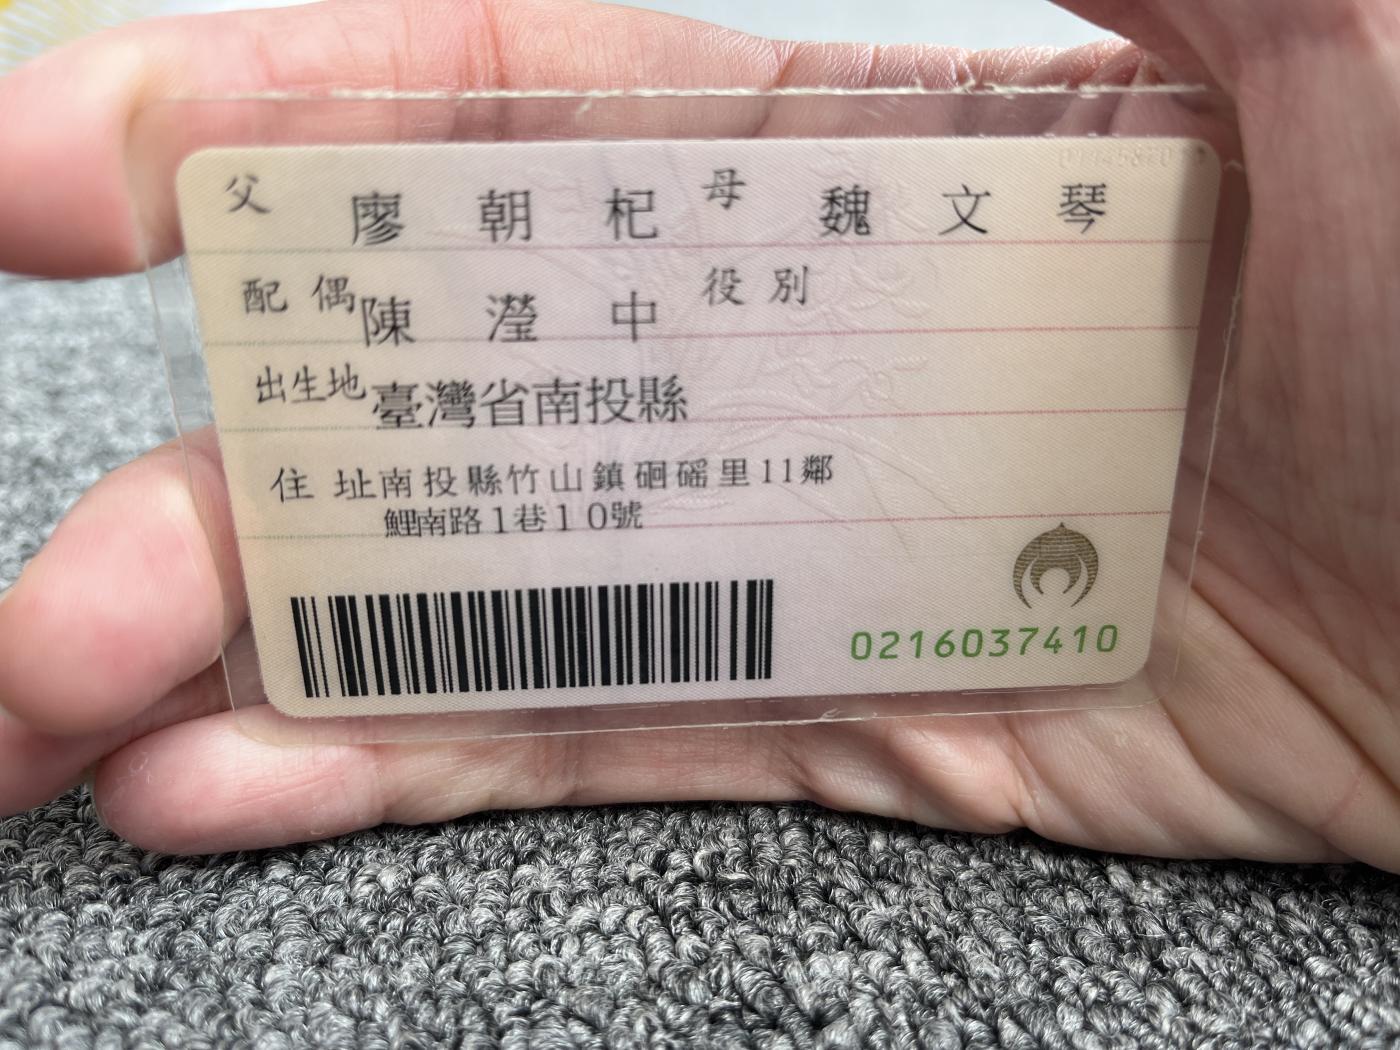 父 廖朝杞 母 魏文琴
配偶 陳瀅中 役別
出生地 臺灣省南投縣
住址 南投縣竹山鎮硘磘里11鄰
鯉南路1巷10號
0216037410